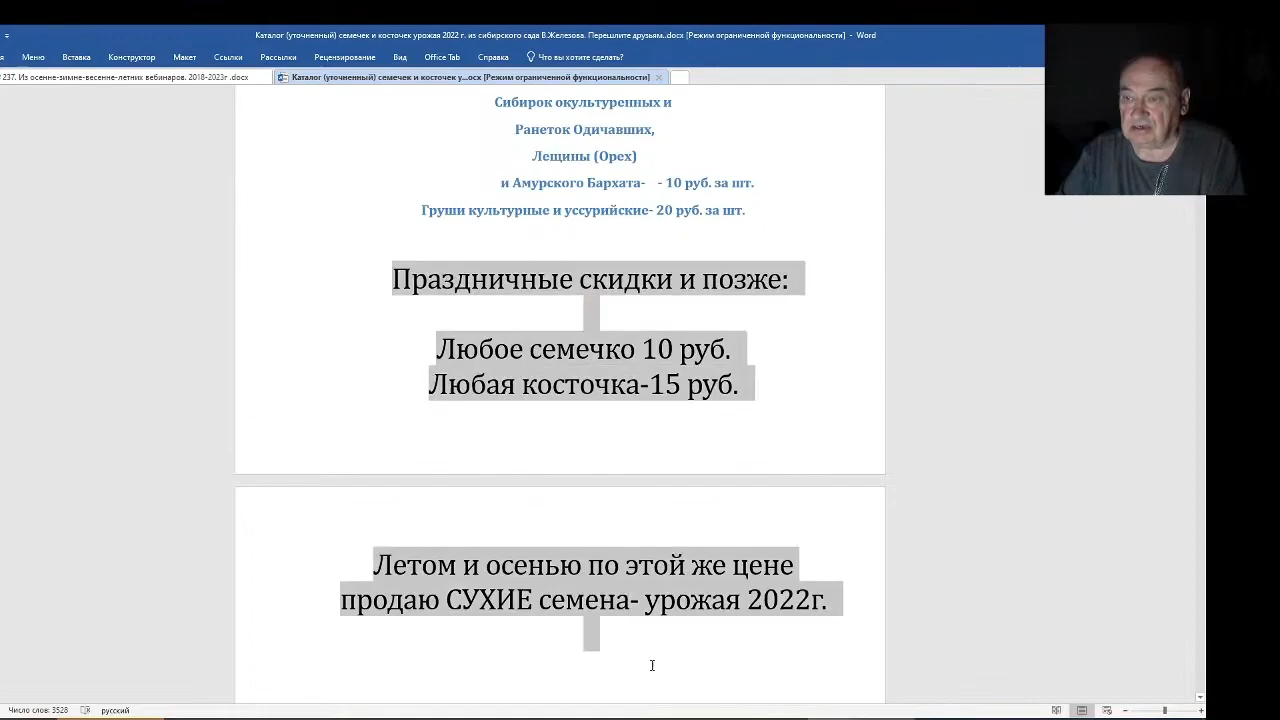 Каталог (уточненный) семечек и косточек урожая 2022 г. из сибирского сада В.Железова. Перешлите друзьям..docx [Режим ограниченной функциональности] - Word
Меню Вставка Конструктор Макет Ссылки Рассылки Рецензирование Вид Office Tab Справка Что вы хотите сделать?
237. Из осенне-зимне-весенне-летних вебинаров. 2018-2023г .docx Каталог (уточненный) семечек и косточек у...осх [Режим ограниченной функциональности]
Сибирок окультуренных и
Ранеток Одичавших,
Лещины (Орех)
и Амурского Бархата- - 10 руб. за шт.
Груши культурные и уссурийские- 20 руб. за шт.
Праздничные скидки и позже:
Любое семечко 10 руб.
Любая косточка-15 руб.
Летом и осенью по этой же цене
продаю СУХИЕ семена- урожая 2022г.
Число слов: 3528 русский